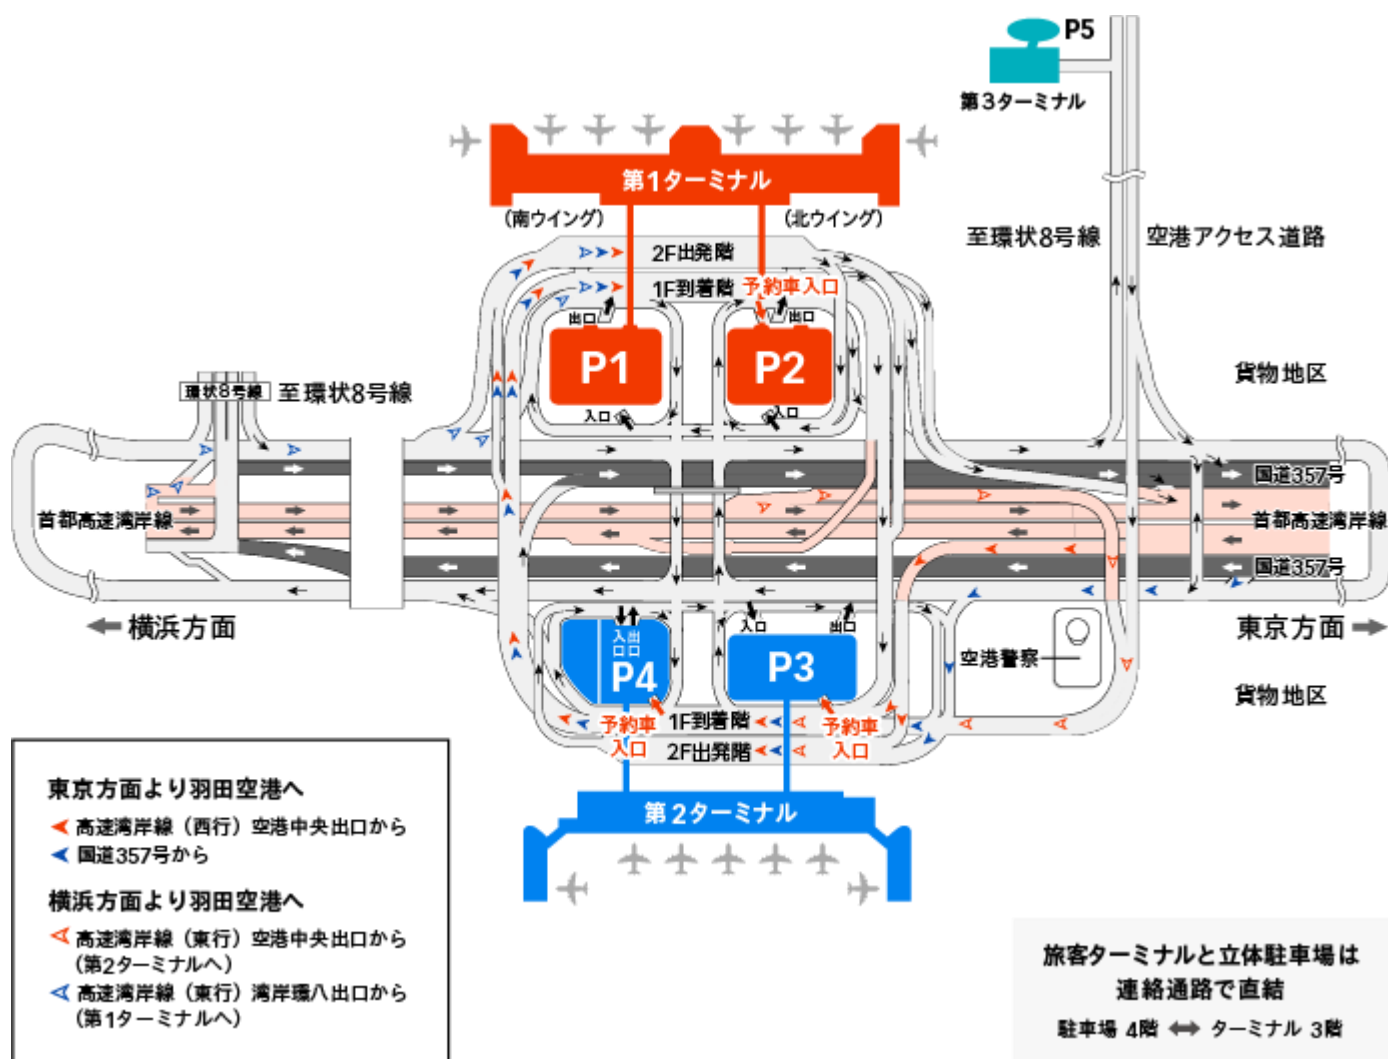 P5
第3ターミナル
第1ターミナル
(南ウイング)
(北ウイング)
至環状8号線
空港アクセス道路
2F出発階
1F到着階
予約車入口
出口
出口
P1
P2
貨物地区
環状8号線
至環状8号線
入口
入口
国道357号
首都高速湾岸線
首都高速湾岸線
国道357号
横浜方面
東京方面
入口
出口
入口
出口
P4
P3
空港警察
貨物地区
1F到着階
2F出発階
予約車
入口
予約車
入口
第2ターミナル
東京方面より羽田空港へ
高速湾岸線（西行）空港中央出口から
国道357号から
横浜方面より羽田空港へ
高速湾岸線（東行）空港中央出口から
(第2ターミナルへ)
高速湾岸線（東行）湾岸環八出口から
(第1ターミナルへ)
旅客ターミナルと立体駐車場は
連絡通路で直結
駐車場 4階 ⇔ ターミナル 3階